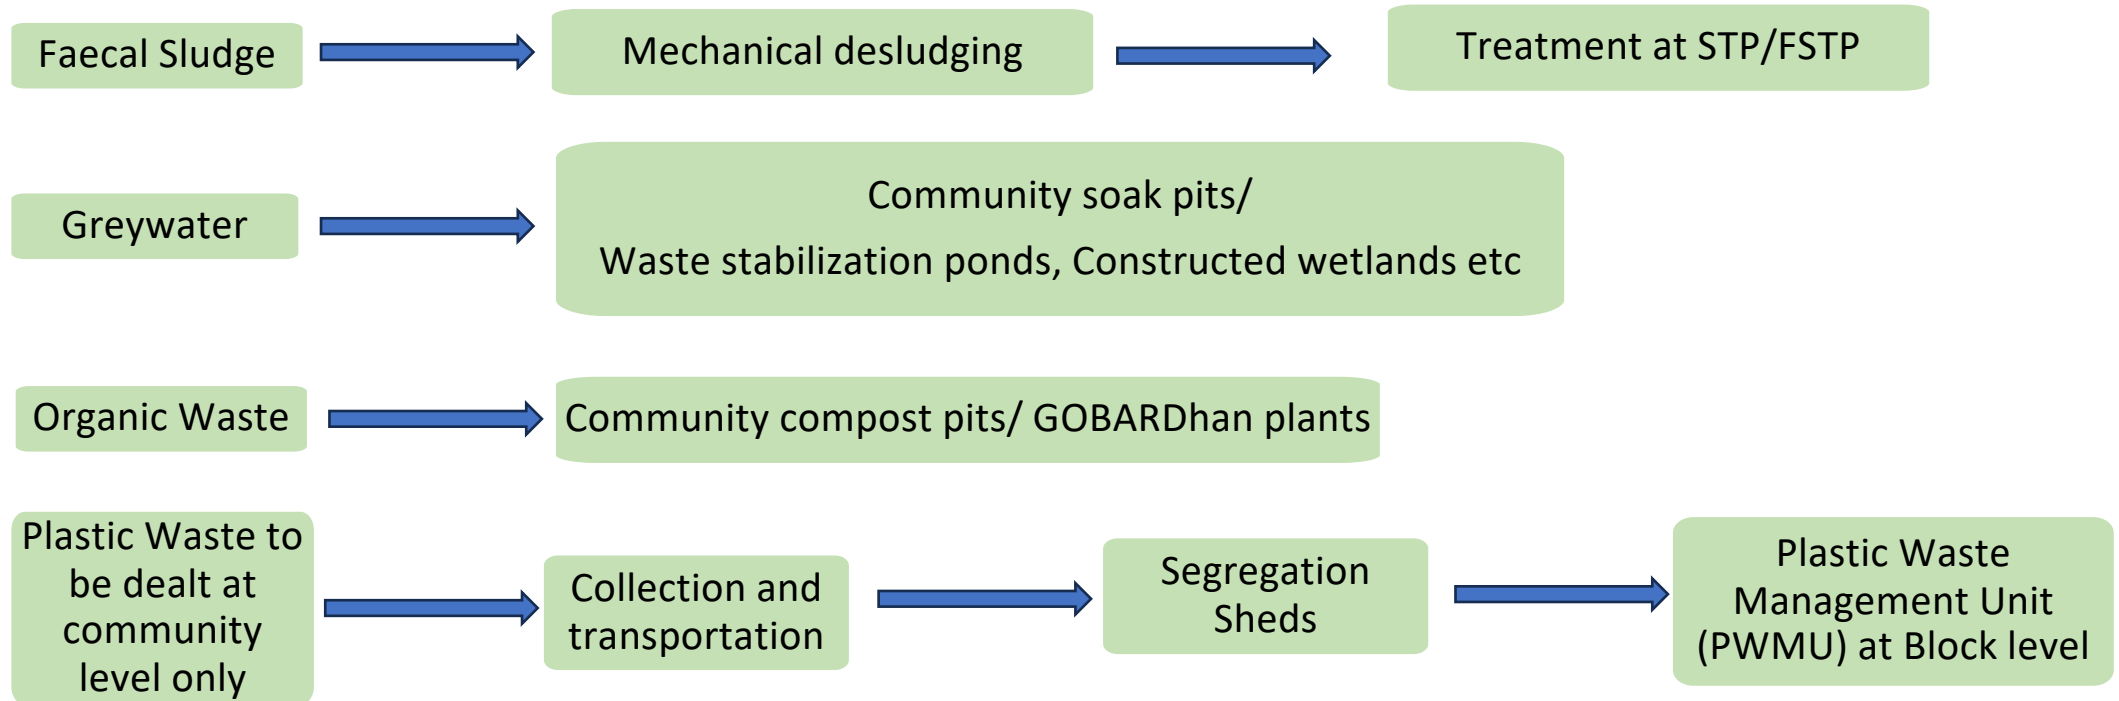 Faecal Sludge
Mechanical desludging
Treatment at STP/FSTP
Greywater
Community soak pits/
Waste stabilization ponds, Constructed wetlands etc
Organic Waste
Community compost pits/ GOBARDhan plants
Plastic Waste to
be dealt at
community
level only
Collection and
transportation
Segregation
Sheds
Plastic Waste
Management Unit
(PWMU) at Block level